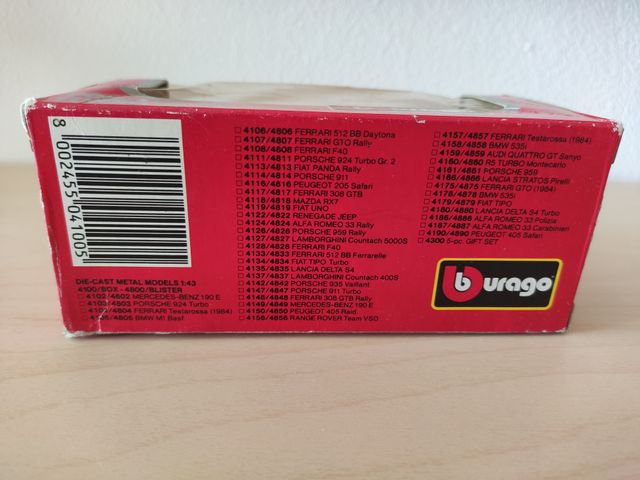 8 002455 041005
DIE-CAST METAL MODELS 1:43
4100/BOX - 4800/BLISTER
4102/4802 MERCEDES-BENZ 190 E
4103/4803 PORSCHE 924 Turbo
4104/4804 FERRARI Testarossa (1984)
4105/4805 BMW M1 Basf
4106/4806 FERRARI 512 BB Daytona
4107/4807 FERRARI GTO Rally
4108/4808 FERRARI F40
4111/4811 PORSCHE 924 Turbo Gr. 2
4113/4813 FIAT PANDA Rally
4114/4814 PORSCHE 911
4116/4816 PEUGEOT 205 Safari
4117/4817 FERRARI 308 GTB
4118/4818 MAZDA RX7
4119/4819 FIAT UNO
4122/4822 RENEGADE JEEP
4124/4824 ALFA ROMEO 33 Rally
4126/4826 PORSCHE 959 Rally
4127/4827 LAMBORGHINI Countach 5000S
4128/4828 FERRARI F40
4133/4833 FERRARI 512 BB Ferrarelle
4134/4834 FIAT TIPO Turbo
4135/4835 LANCIA DELTA S4
4137/4837 LAMBORGHINI Countach 400S
4142/4842 PORSCHE 935 Vaillant
4147/4847 PORSCHE 911 Turbo
4148/4848 FERRARI 308 GTB Rally
4149/4849 MERCEDES-BENZ 190 E
4150/4850 PEUGEOT 405 Raid
4156/4856 RANGE ROVER Team VSD
4157/4857 FERRARI Testarossa (1984)
4158/4858 BMW 535i
4159/4859 AUDI QUATTRO GT Sanyo
4160/4860 R5 TURBO Montecarlo
4161/4861 PORSCHE 959
4166/4866 LANCIA STRATOS Pirelli
4175/4875 FERRARI GTO (1984)
4178/4878 BMW 535i
4179/4879 FIAT TIPO
4180/4880 LANCIA DELTA S4 Turbo
4186/4886 ALFA ROMEO 33 Polizia
4187/4887 ALFA ROMEO 33 Carabinieri
4190/4890 PEUGEOT 405 Safari
4300 5-pc. GIFT SET
burago